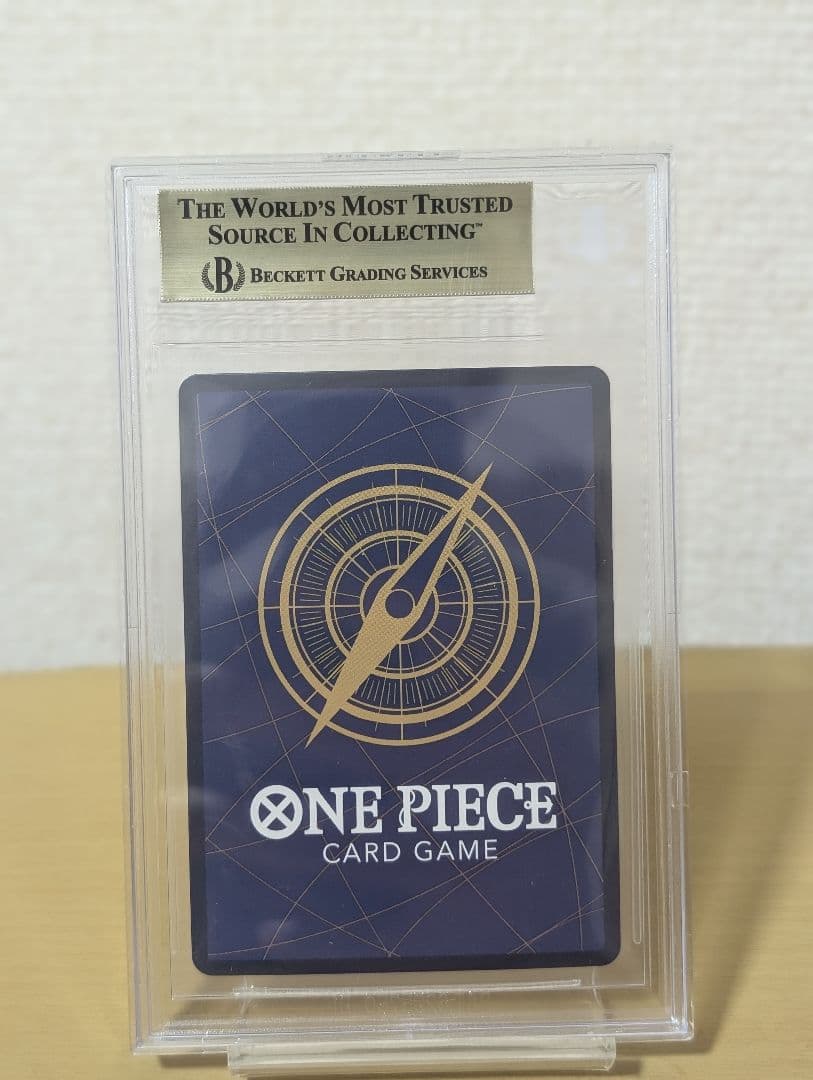 THE WORLD'S MOST TRUSTED
SOURCE IN COLLECTING™
B BECKETT GRADING SERVICES
ONE PIECE
CARD GAME